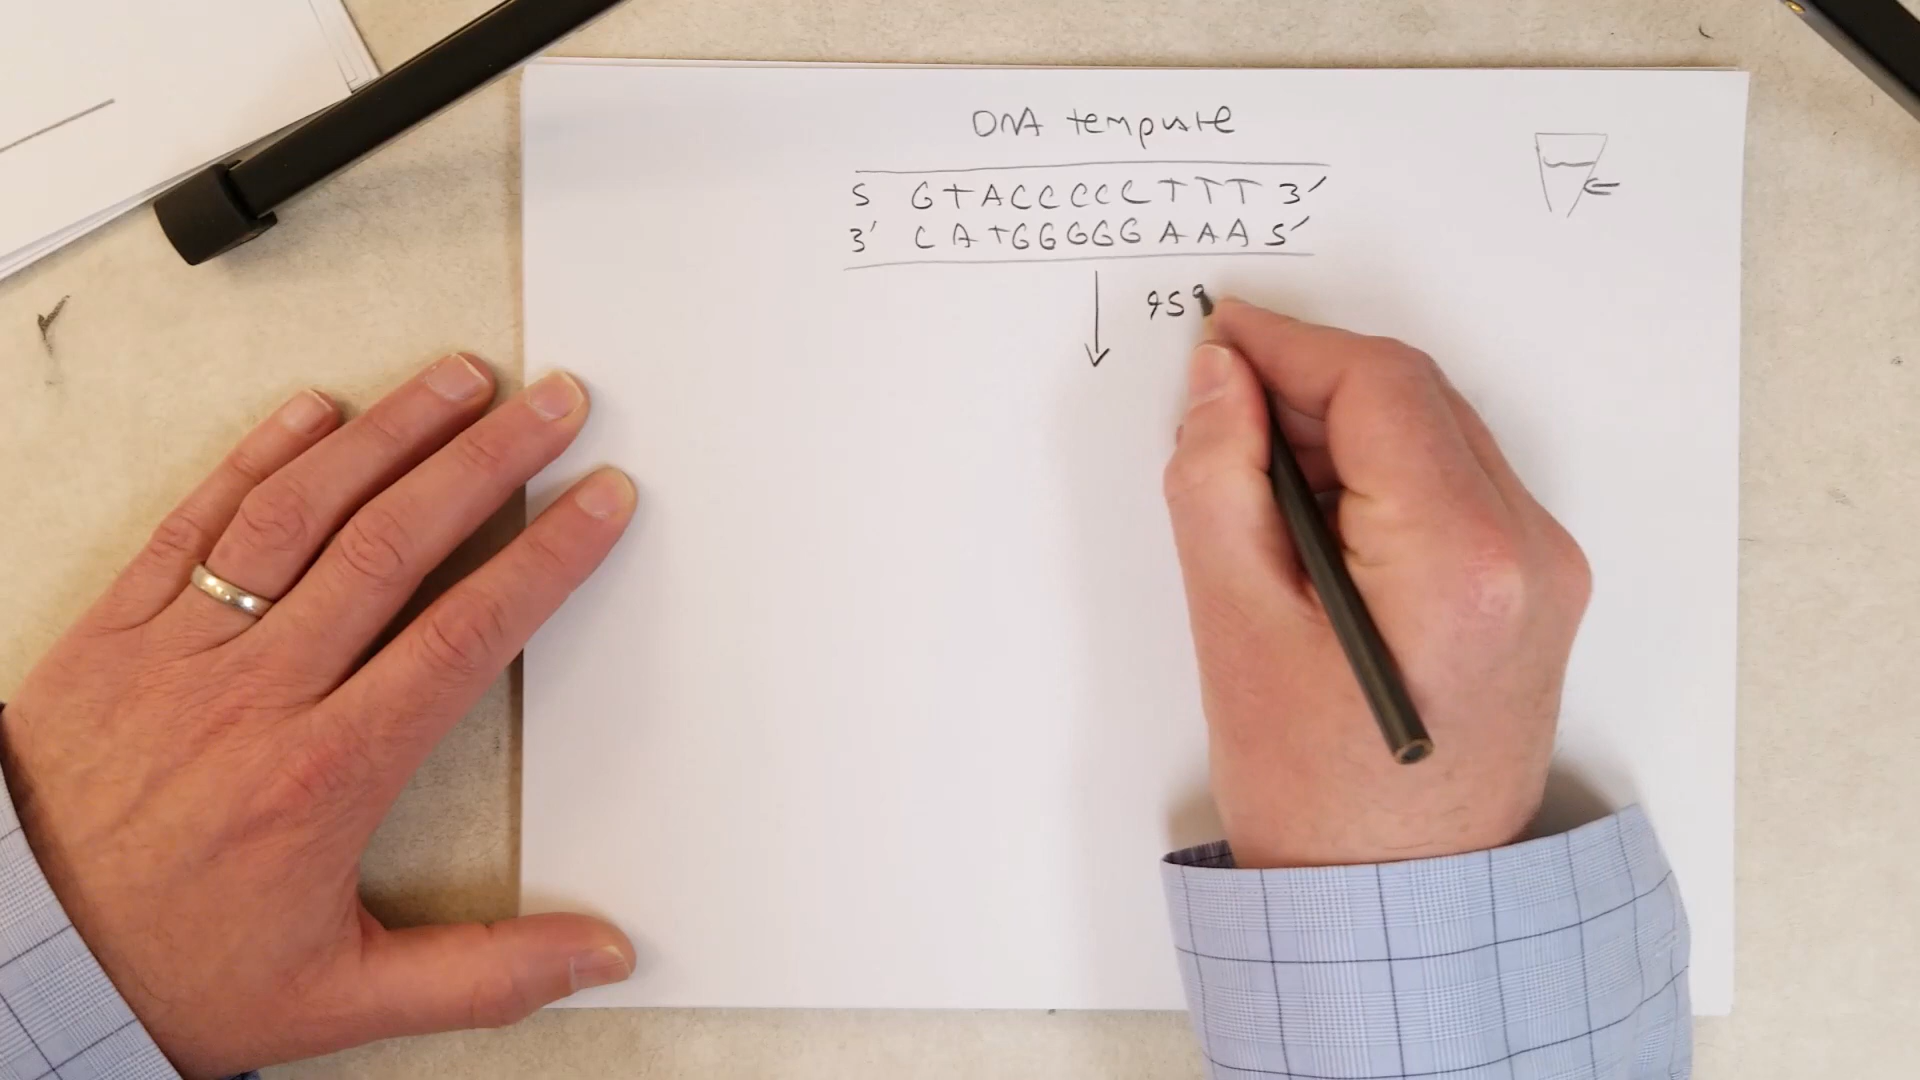 DNA template
5 GTACCCCCTTT 3'
3' CATGGGGGAAA 5'
95°